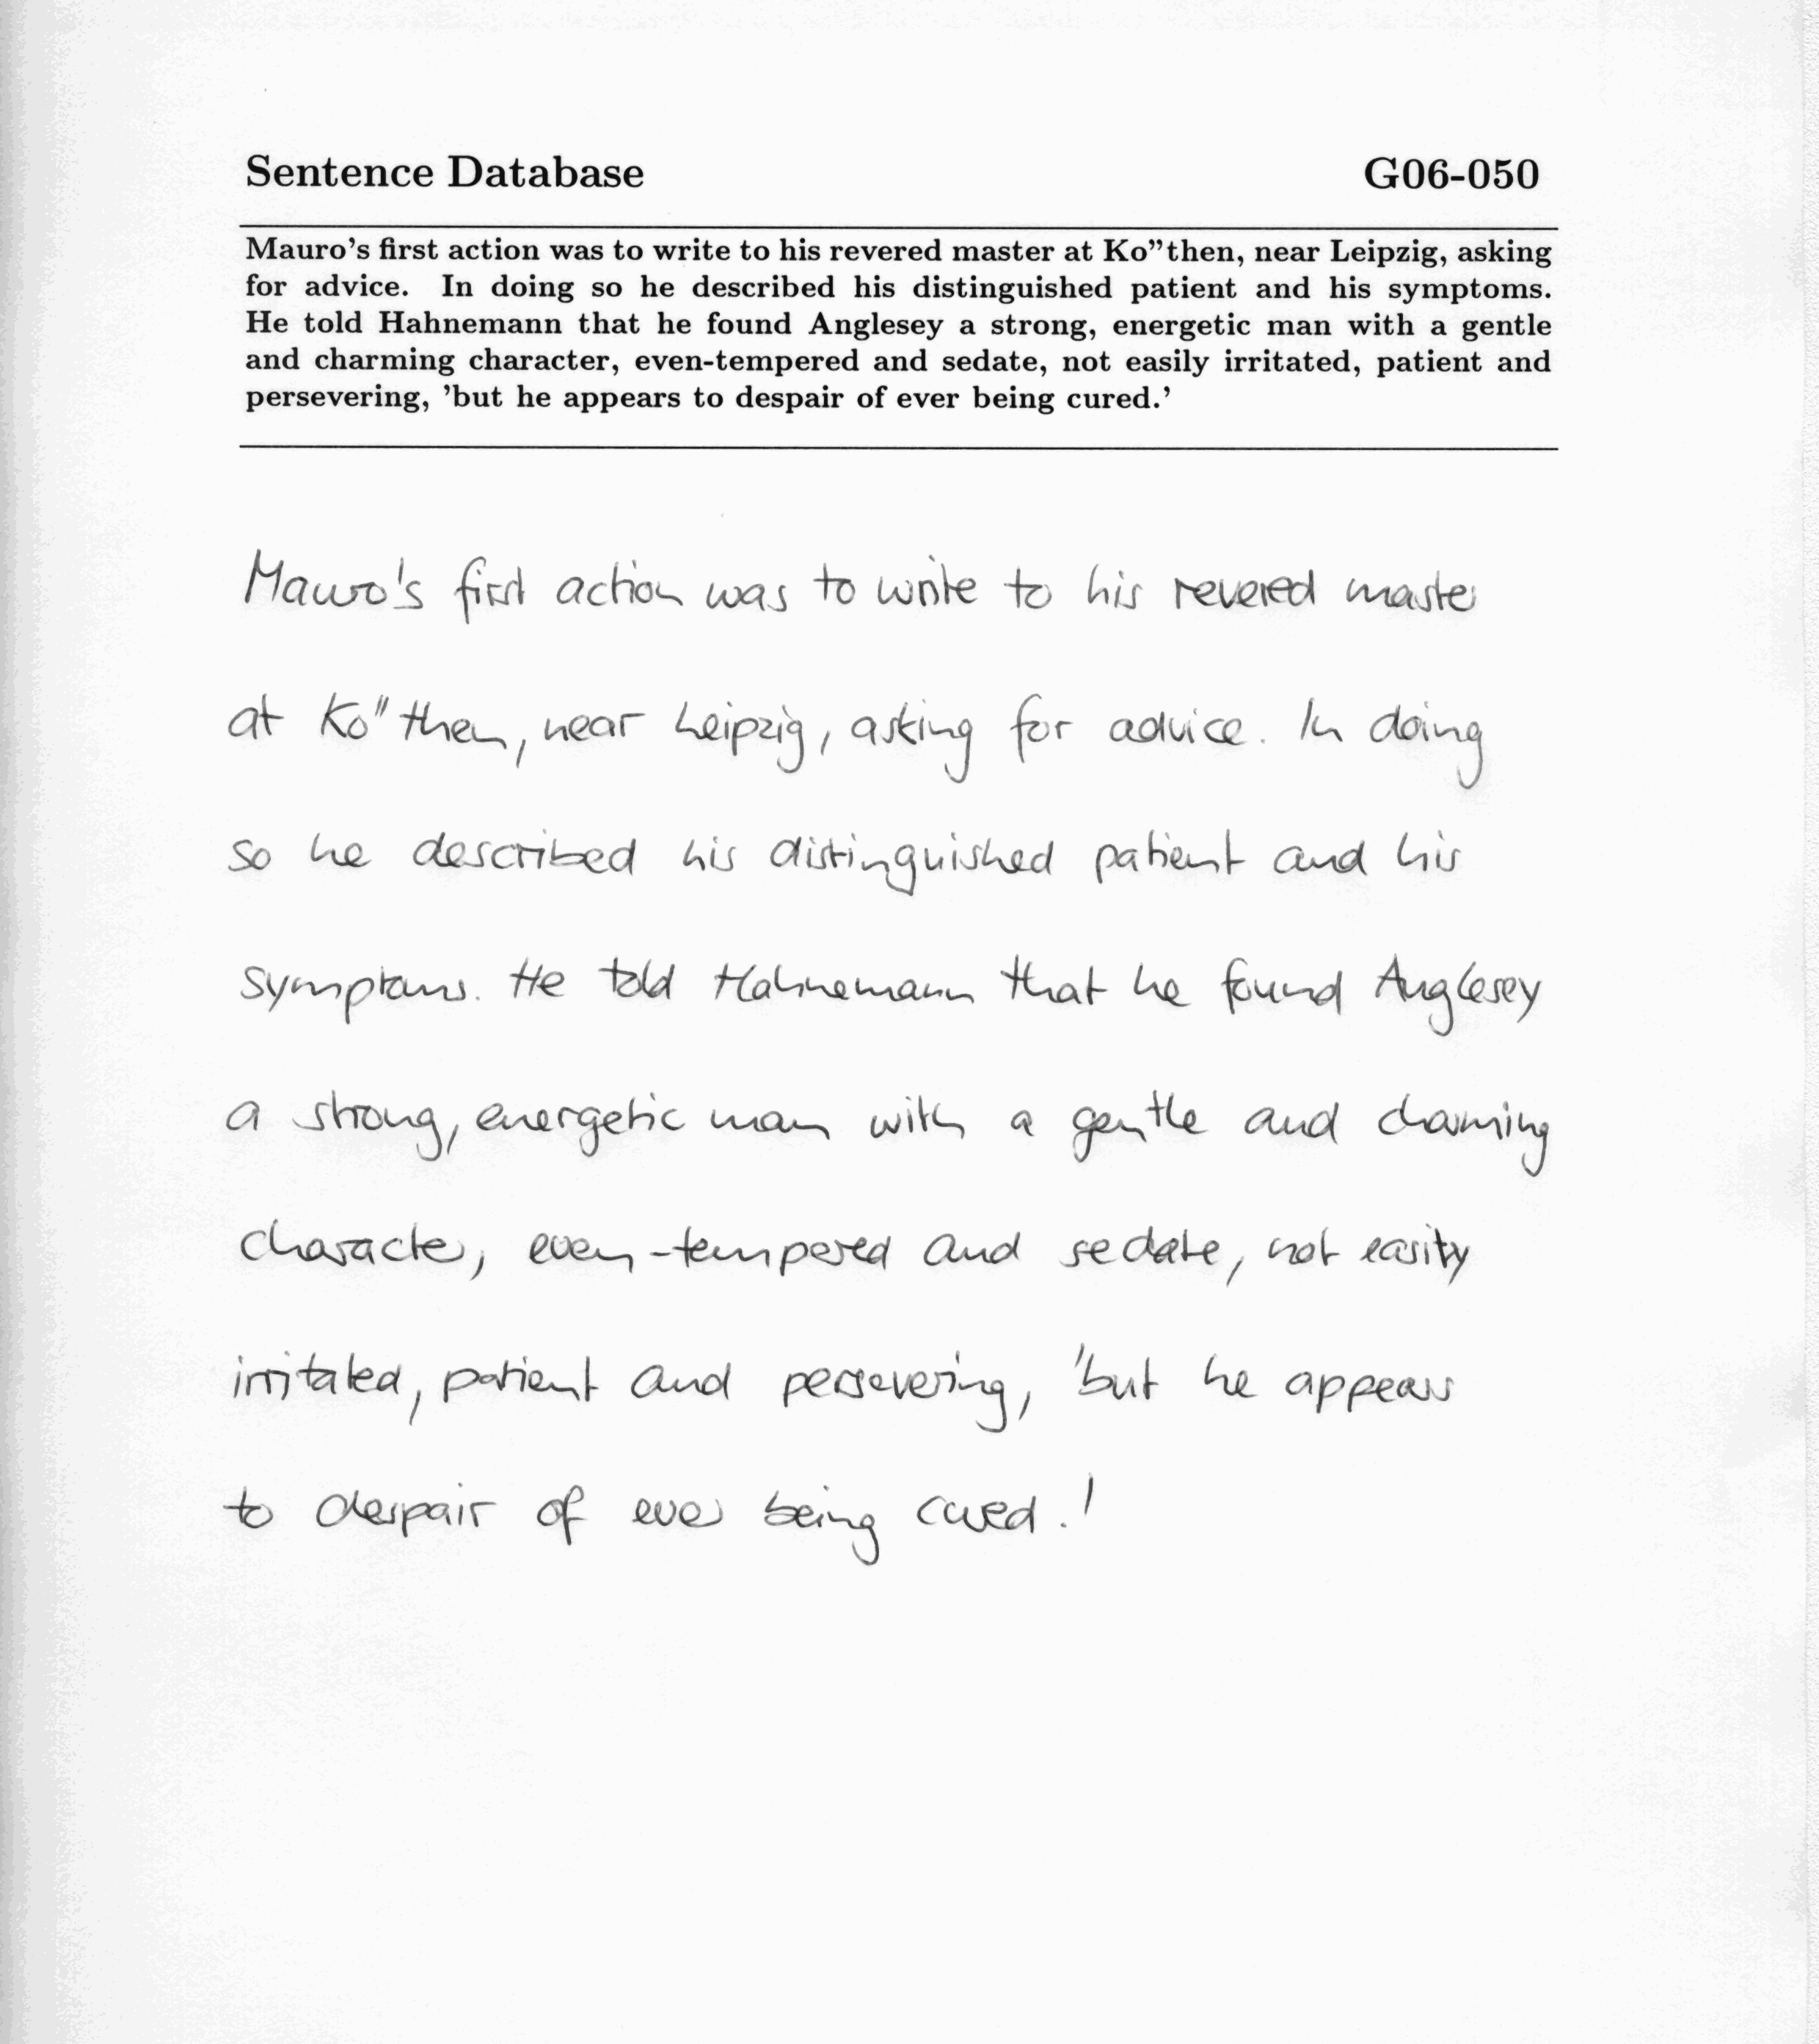 Sentence Database G06-050
Mauro's first action was to write to his revered master at Ko"then, near Leipzig, asking
for advice. In doing so he described his distinguished patient and his symptoms.
He told Hahnemann that he found Anglesey a strong, energetic man with a gentle
and charming character, even-tempered and sedate, not easily irritated, patient and
persevering, 'but he appears to despair of ever being cured.'
Mauro's first action was to write to his revered master
at Ko"then, near Leipzig, asking for advice. In doing
so he described his distinguished patient and his
symptoms. He told Hahnemann that he found Anglesey
a strong, energetic man with a gentle and charming
character, even-tempered and sedate, not easily
irritated, patient and persevering, 'but he appears
to despair of ever being cured.'